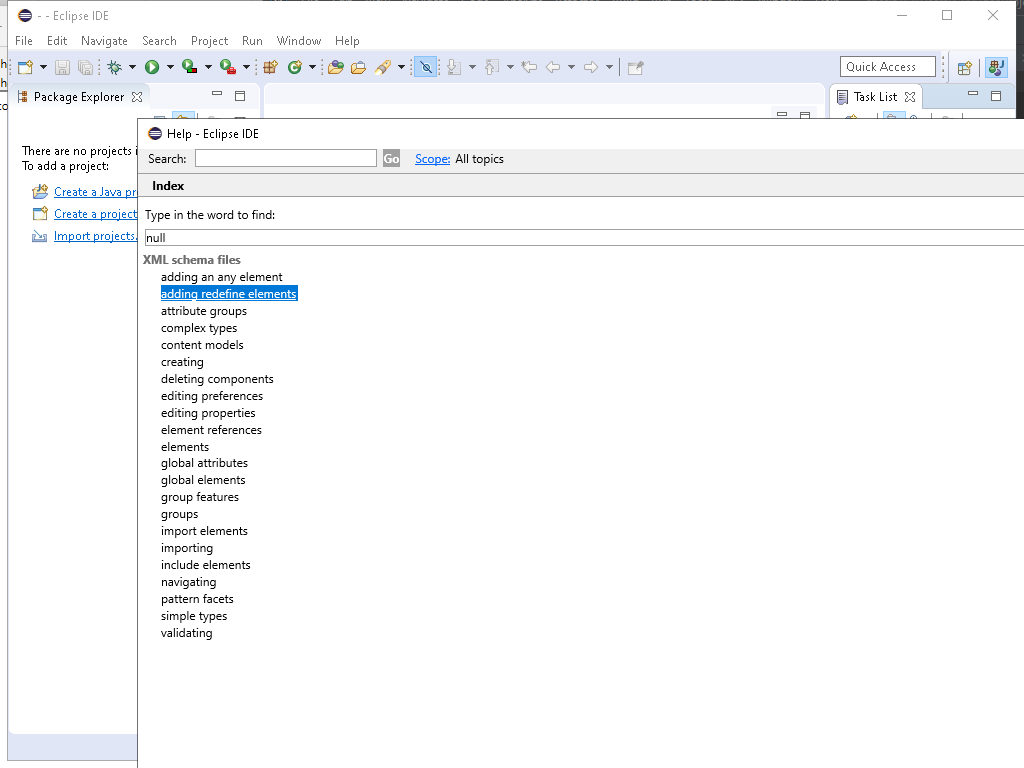 - - Eclipse IDE
File Edit Navigate Search Project Run Window Help
Quick Access
Package Explorer
Task List
There are no projects i
To add a project:
Create a Java pr
Create a project
Import projects.
Help - Eclipse IDE
Search: Go Scope: All topics
Index
Type in the word to find:
null
XML schema files
adding an any element
adding redefine elements
attribute groups
complex types
content models
creating
deleting components
editing preferences
editing properties
element references
elements
global attributes
global elements
group features
groups
import elements
importing
include elements
navigating
pattern facets
simple types
validating